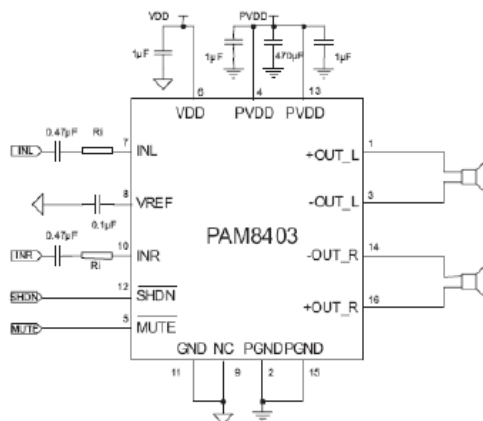 VDD PVDD
1µF 1µF 470µF 1µF
6 4 13
VDD PVDD PVDD
0.47µF Ri 7 INL +OUT_L 1
INL
8 VREF -OUT_L 3
0.1µF
PAM8403
0.47µF 10 INR -OUT_R 14
INR Ri
SHDN 12 SHDN +OUT_R 16
MUTE 5 MUTE
GND NC PGND PGND
11 9 2 15